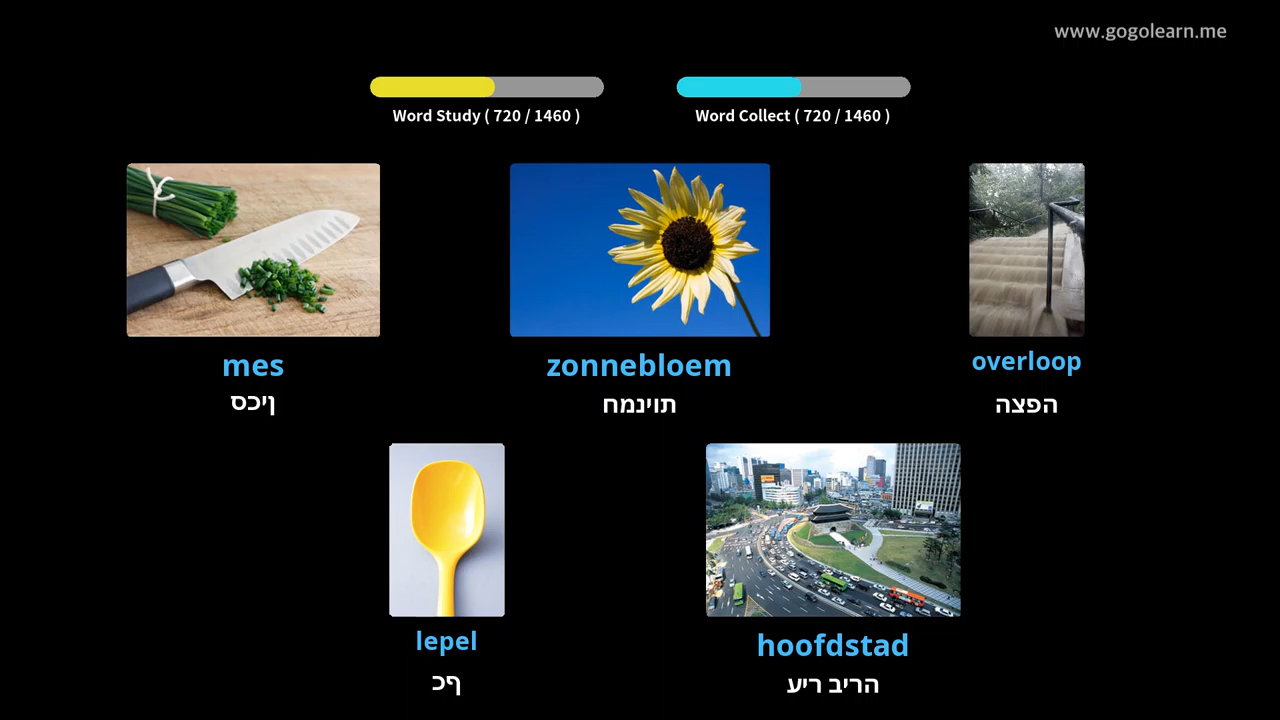 www.gogolearn.me
Word Study ( 720 / 1460 )
Word Collect ( 720 / 1460 )
mes
ןיכס
zonnebloem
תוינמח
overloop
הפצה
lepel
ףכ
hoofdstad
הריב ריע